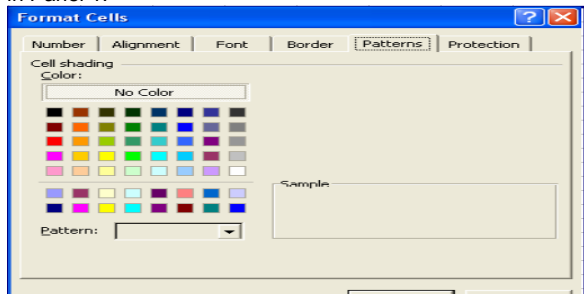 Format Cells
Number Alignment Font Border Patterns Protection
Cell shading
Color:
No Color
Sample
Pattern: